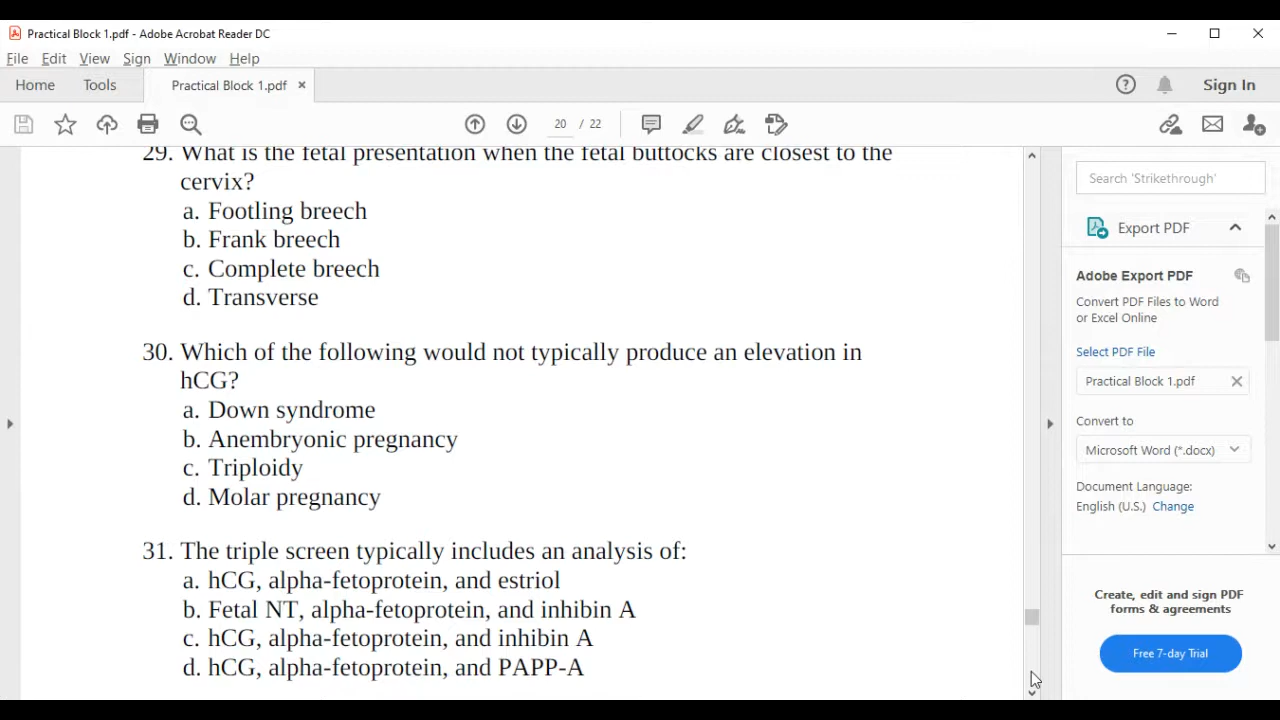 Practical Block 1.pdf - Adobe Acrobat Reader DC
File Edit View Sign Window Help
Home Tools Practical Block 1.pdf × Sign In
20 / 22
29. What is the fetal presentation when the fetal buttocks are closest to the
cervix?
a. Footling breech
b. Frank breech
c. Complete breech
d. Transverse
30. Which of the following would not typically produce an elevation in
hCG?
a. Down syndrome
b. Anembryonic pregnancy
c. Triploidy
d. Molar pregnancy
31. The triple screen typically includes an analysis of:
a. hCG, alpha-fetoprotein, and estriol
b. Fetal NT, alpha-fetoprotein, and inhibin A
c. hCG, alpha-fetoprotein, and inhibin A
d. hCG, alpha-fetoprotein, and PAPP-A
Search 'Strikethrough'
Export PDF
Adobe Export PDF
Convert PDF Files to Word
or Excel Online
Select PDF File
Practical Block 1.pdf
Convert to
Microsoft Word (*.docx)
Document Language:
English (U.S.) Change
Create, edit and sign PDF
forms & agreements
Free 7-day Trial